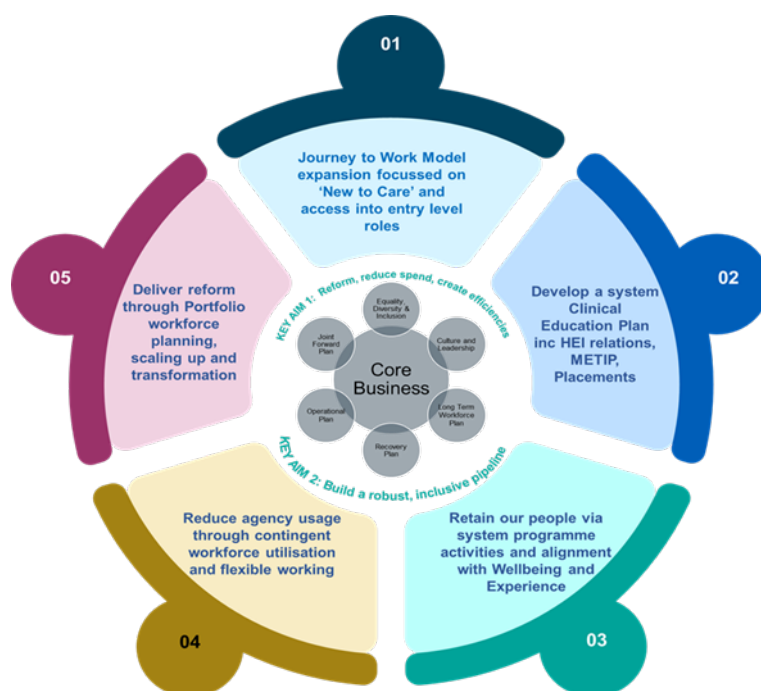 01
Journey to Work Model
expansion focussed on
‘New to Care’ and
access into entry level
roles
02
Develop a system
Clinical
Education Plan
inc HEI relations,
METIP,
Placements
03
Retain our people via
system programme
activities and alignment
with Wellbeing and
Experience
04
Reduce agency usage
through contingent
workforce utilisation
and flexible working
05
Deliver reform
through Portfolio
workforce
planning,
scaling up and
transformation
KEY AIM 1: Reform, reduce spend, create efficiencies
Equality,
Diversity &
Inclusion
Culture and
Leadership
Long Term
Workforce
Plan
Recovery
Plan
Operational
Plan
Joint
Forward
Plan
Core
Business
KEY AIM 2: Build a robust, inclusive pipeline